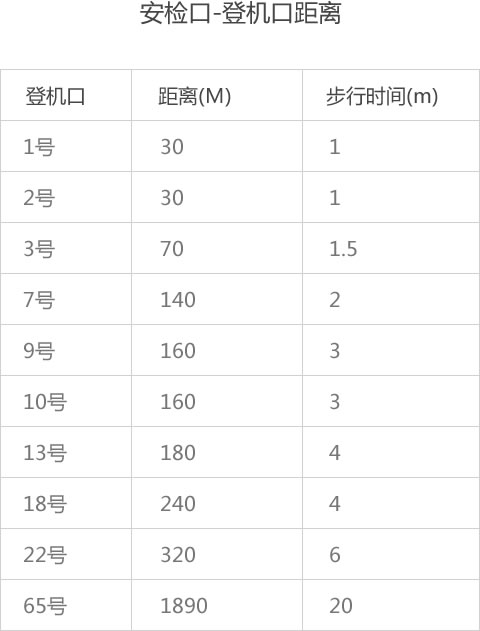 安检口-登机口距离
登机口 距离(M) 步行时间(m)
1号 30 1
2号 30 1
3号 70 1.5
7号 140 2
9号 160 3
10号 160 3
13号 180 4
18号 240 4
22号 320 6
65号 1890 20